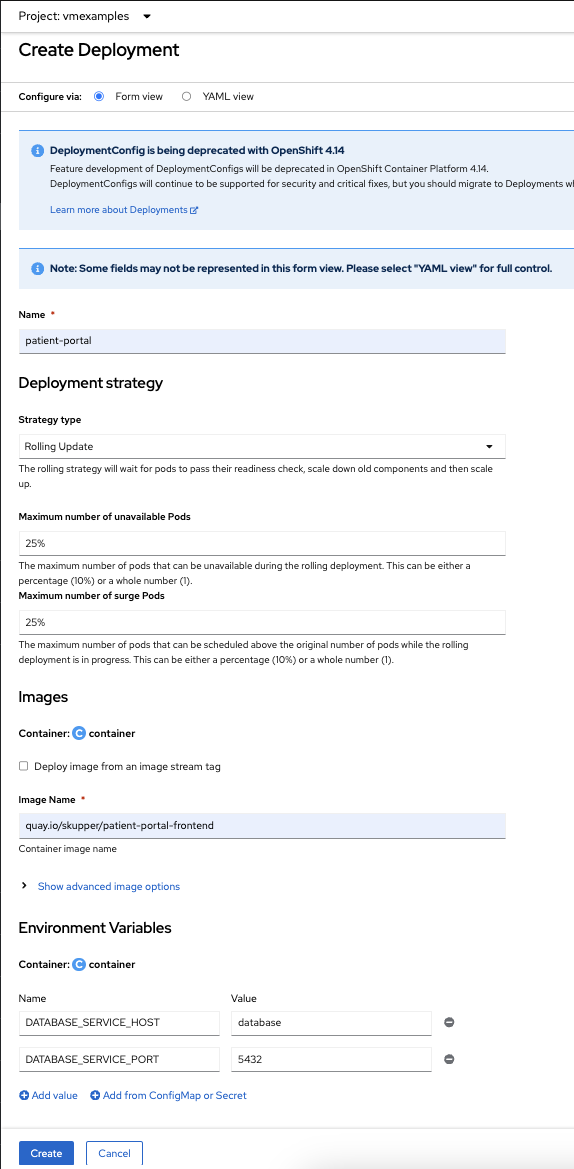 Project: vmexamples
Create Deployment
Configure via: Form view YAML view
DeploymentConfig is being deprecated with OpenShift 4.14
Feature development of DeploymentConfigs will be deprecated in OpenShift Container Platform 4.14.
DeploymentConfigs will continue to be supported for security and critical fixes, but you should migrate to Deployments
Learn more about Deployments
Note: Some fields may not be represented in this form view. Please select "YAML view" for full control.
Name *
patient-portal
Deployment strategy
Strategy type
Rolling Update
The rolling strategy will wait for pods to pass their readiness check, scale down old components and then scale
up.
Maximum number of unavailable Pods
25%
The maximum number of pods that can be unavailable during the rolling deployment. This can be either a
percentage (10%) or a whole number (1).
Maximum number of surge Pods
25%
The maximum number of pods that can be scheduled above the original number of pods while the rolling
deployment is in progress. This can be either a percentage (10%) or a whole number (1).
Images
Container: C container
Deploy image from an image stream tag
Image Name *
quay.io/skupper/patient-portal-frontend
Container image name
Show advanced image options
Environment Variables
Container: C container
Name Value
DATABASE_SERVICE_HOST database
DATABASE_SERVICE_PORT 5432
Add value Add from ConfigMap or Secret
Create Cancel